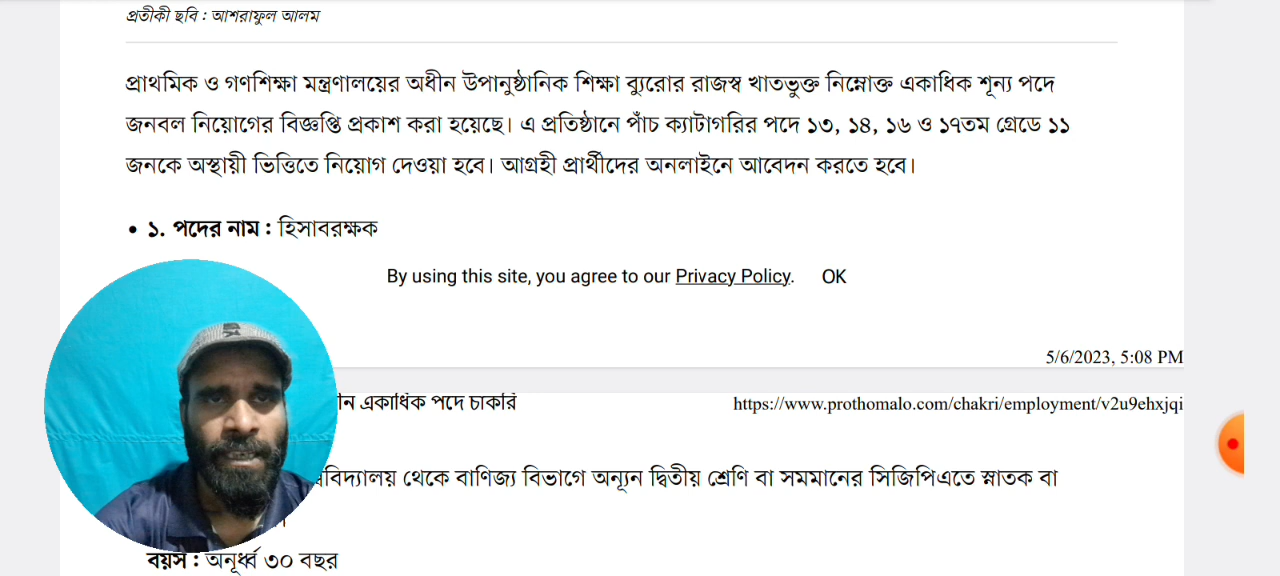 প্রতীকী ছবি : আশরাফুল আলম
প্রাথমিক ও গণশিক্ষা মন্ত্রণালয়ের অধীন উপানুষ্ঠানিক শিক্ষা ব্যুরোর রাজস্ব খাতভুক্ত নিম্নোক্ত একাধিক শূন্য পদে
জনবল নিয়োগের বিজ্ঞপ্তি প্রকাশ করা হয়েছে। এ প্রতিষ্ঠানে পাঁচ ক্যাটাগরির পদে ১৩, ১৪, ১৬ ও ১৭তম গ্রেডে ১১
জনকে অস্থায়ী ভিত্তিতে নিয়োগ দেওয়া হবে। আগ্রহী প্রার্থীদের অনলাইনে আবেদন করতে হবে।
• ১. পদের নাম : হিসাবরক্ষক
By using this site, you agree to our Privacy Policy. OK
5/6/2023, 5:08 PM
একাধিক পদে চাকরি https://www.prothomalo.com/chakri/employment/v2u9ehxjqi
থেকে বাণিজ্য বিভাগে অন্যূন দ্বিতীয় শ্রেণি বা সমমানের সিজিপিএতে স্নাতক বা
বয়স : অনূর্ধ্ব ৩০ বছর